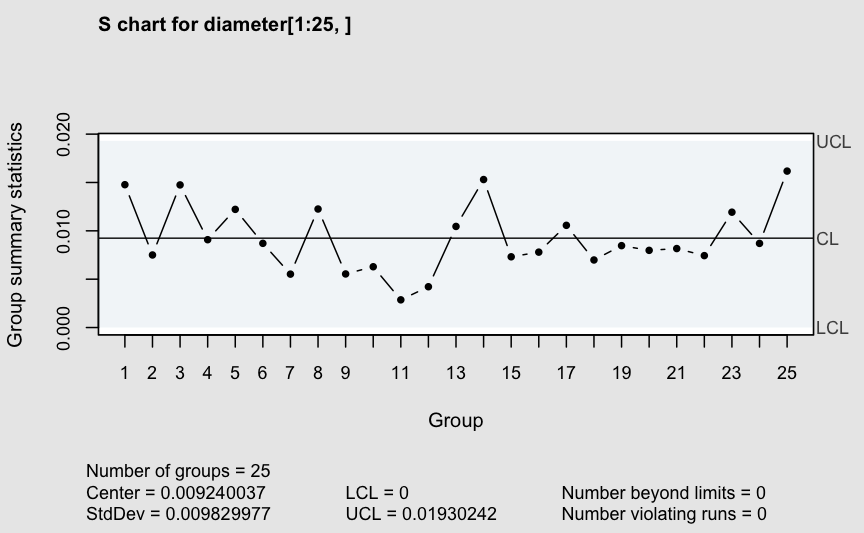 S chart for diameter[1:25, ]
Group summary statistics
0.020
0.010
0.000
UCL
CL
LCL
1 2 3 4 5 6 7 8 9 11 13 15 17 19 21 23 25
Group
Number of groups = 25
Center = 0.009240037 LCL = 0 Number beyond limits = 0
StdDev = 0.009829977 UCL = 0.01930242 Number violating runs = 0